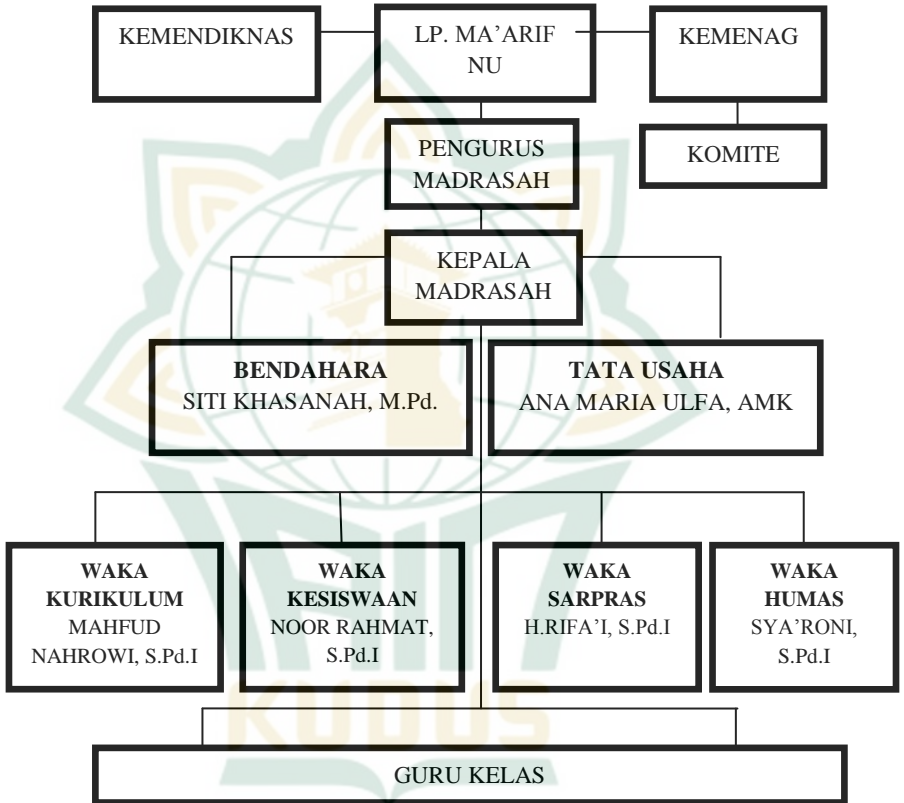 KEMENDIKNAS
LP. MA’ARIF
NU
KEMENAG
PENGURUS
MADRASAH
KOMITE
KEPALA
MADRASAH
BENDAHARA
SITI KHASANAH, M.Pd.
TATA USAHA
ANA MARIA ULFA, AMK
WAKA
KURIKULUM
MAHFUD
NAHROWI, S.Pd.I
WAKA
KESISWAAN
NOOR RAHMAT,
S.Pd.I
WAKA
SARPRAS
H.RIFA’I, S.Pd.I
WAKA
HUMAS
SYA’RONI,
S.Pd.I
KUDUS
GURU KELAS